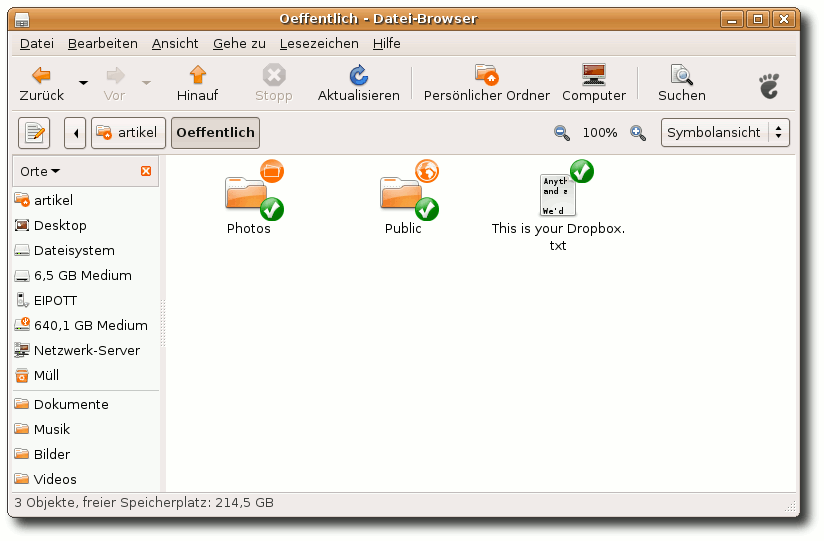 Oeffentlich - Datei-Browser
Datei Bearbeiten Ansicht Gehe zu Lesezeichen Hilfe
Zurück Vor Hinauf Stopp Aktualisieren Persönlicher Ordner Computer Suchen
artikel Oeffentlich 100% Symbolansicht
Orte
artikel
Desktop
Dateisystem
6,5 GB Medium
EIPOTT
640,1 GB Medium
Netzwerk-Server
Müll
Dokumente
Musik
Bilder
Videos
Anyth
and a
We'd
Photos Public This is your Dropbox.
txt
3 Objekte, freier Speicherplatz: 214,5 GB